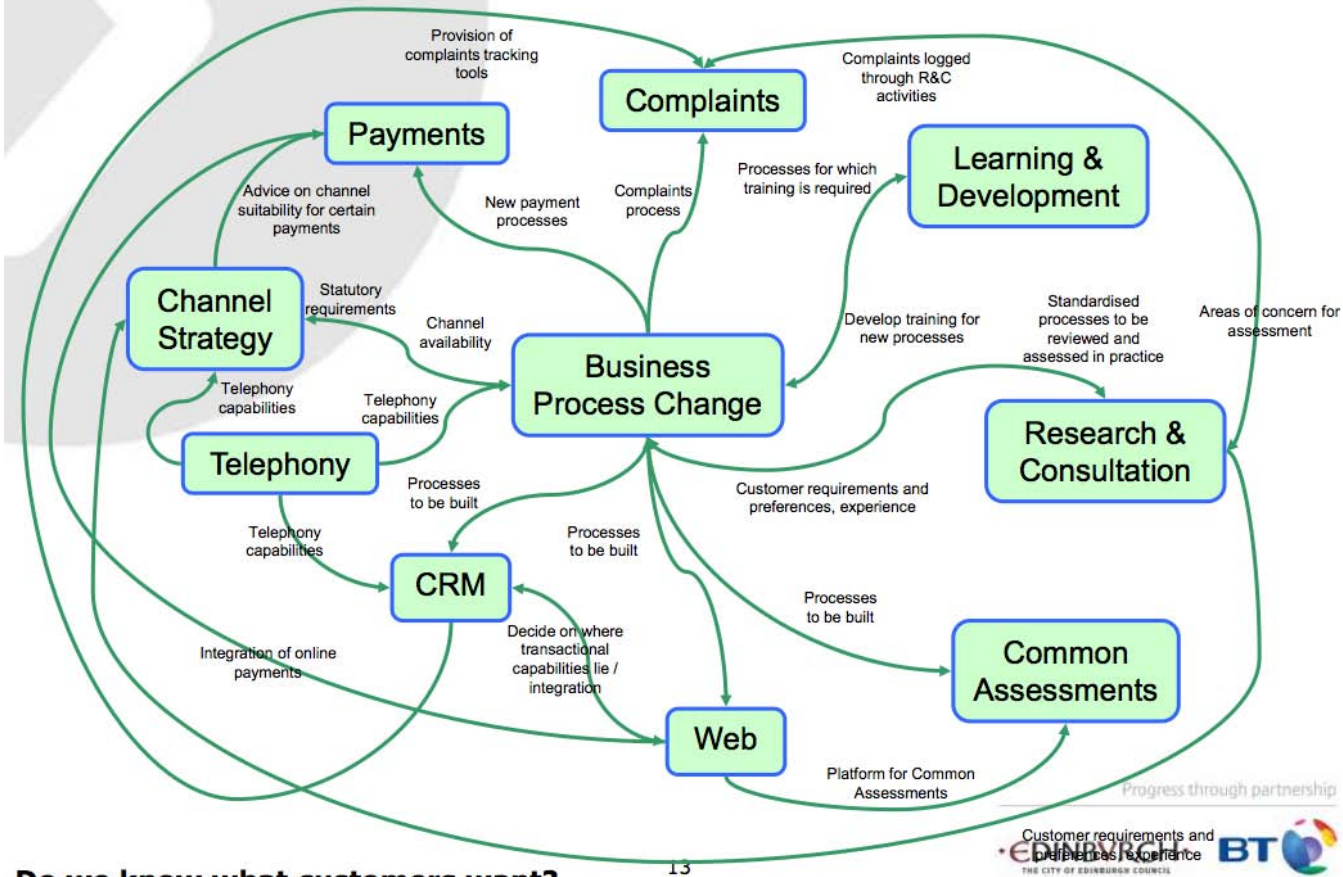 Provision of
complaints tracking
tools
Complaints
Complaints logged
through R&C
activities
Payments
Learning &
Development
Processes for which
training is required
Advice on channel
suitability for certain
payments
New payment
processes
Complaints
process
Channel
Strategy
Statutory
requirements
Channel
availability
Business
Process Change
Develop training for
new processes
Standardised
processes to be
reviewed and
assessed in practice
Areas of concern for
assessment
Telephony
capabilities
Telephony
capabilities
Telephony
Research &
Consultation
Processes
to be built
Customer requirements and
preferences, experience
Telephony
capabilities
Processes
to be built
CRM
Processes
to be built
Integration of online
payments
Decide on where
transactional
capabilities lie /
integration
Common
Assessments
Web
Platform for Common
Assessments
Progress through partnership
Customer requirements and
preferences, experience
•EDINBVRGH•
THE CITY OF EDINBURGH COUNCIL
BT
13
Do we know what customers want?